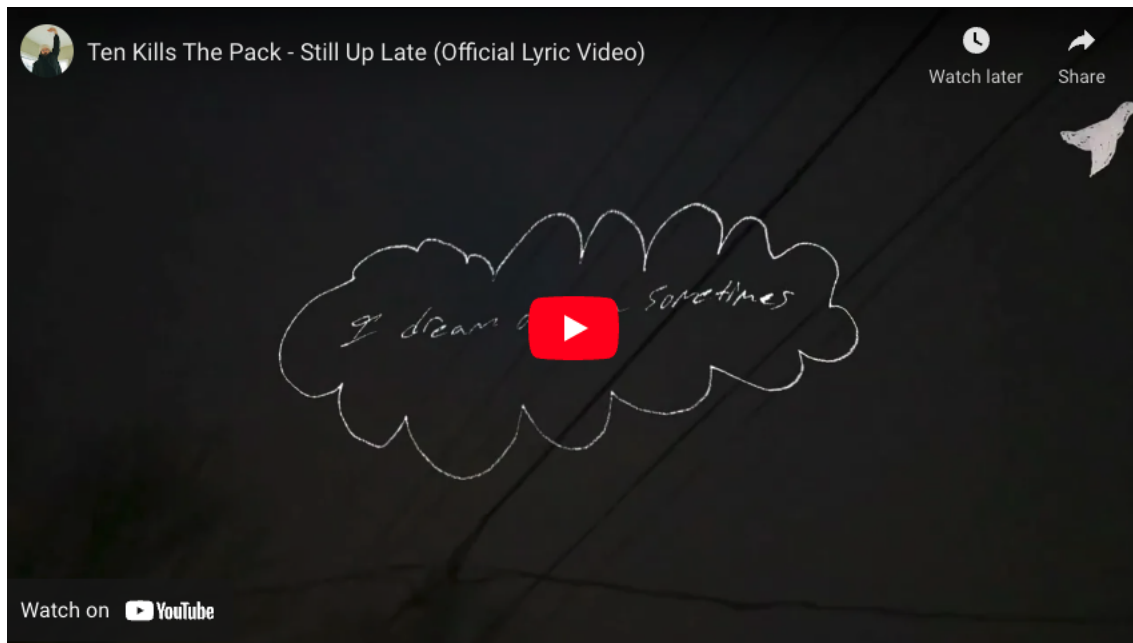 Ten Kills The Pack - Still Up Late (Official Lyric Video)
Watch later
Share
I dream sometimes
Watch on YouTube